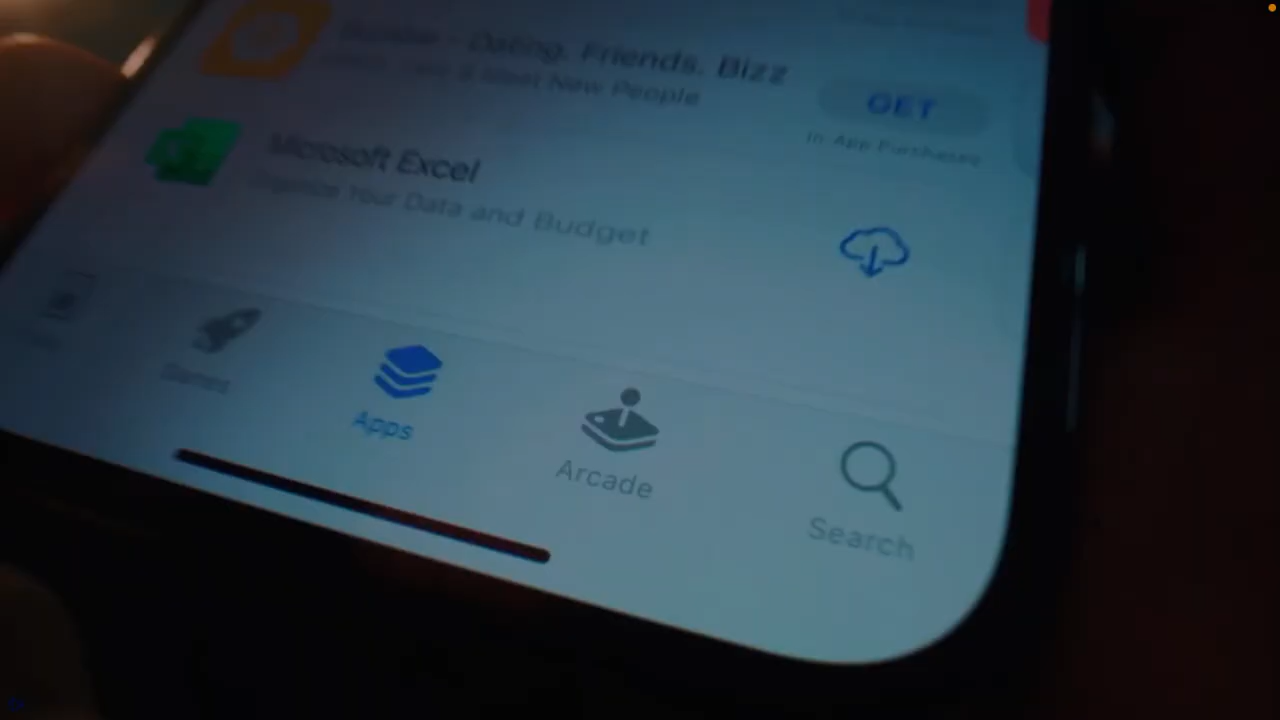 Dating, Friends, Bizz
Meet New People
GET
In-App Purchases
Microsoft Excel
Organize Your Data and Budget
Games
Apps
Arcade
Search